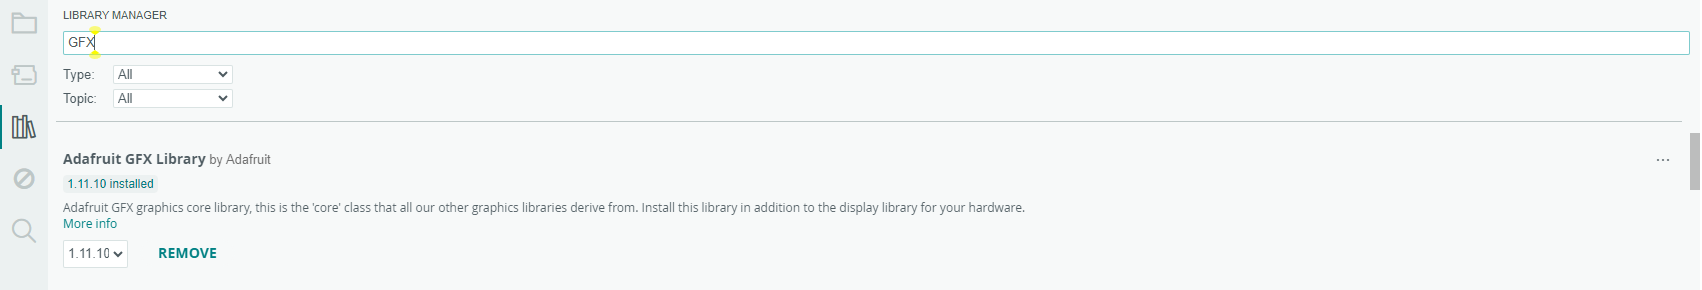 LIBRARY MANAGER
GFX
Type: All
Topic: All
Adafruit GFX Library by Adafruit
...
1.11.10 installed
Adafruit GFX graphics core library, this is the 'core' class that all our other graphics libraries derive from. Install this library in addition to the display library for your hardware.
More info
1.11.10 REMOVE